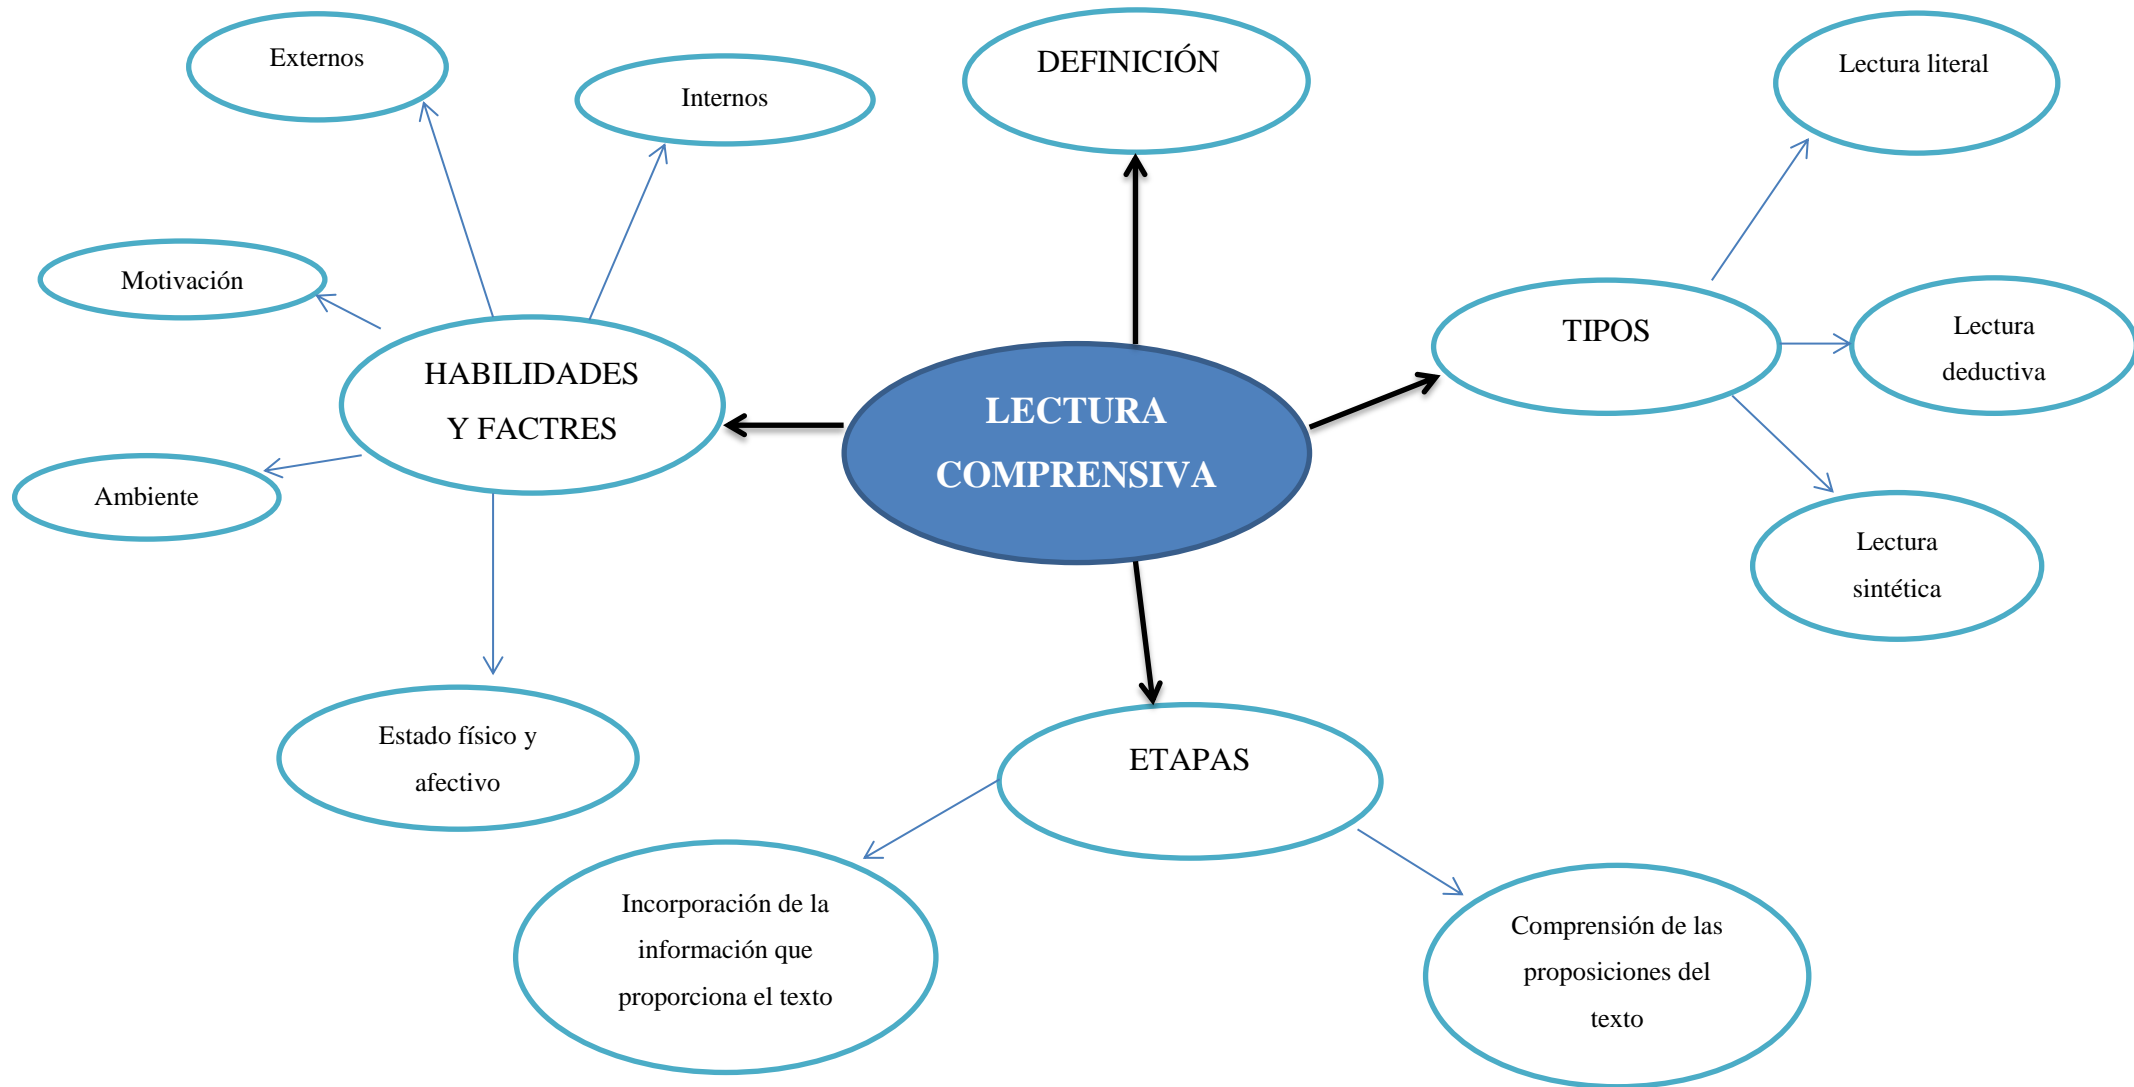 Externos
Internos
DEFINICIÓN
Lectura literal
Motivación
HABILIDADES
Y FACTRES
TIPOS
Lectura
deductiva
LECTURA
COMPRENSIVA
Ambiente
Lectura
sintética
Estado físico y
afectivo
ETAPAS
Incorporación de la
información que
proporciona el texto
Comprensión de las
proposiciones del
texto